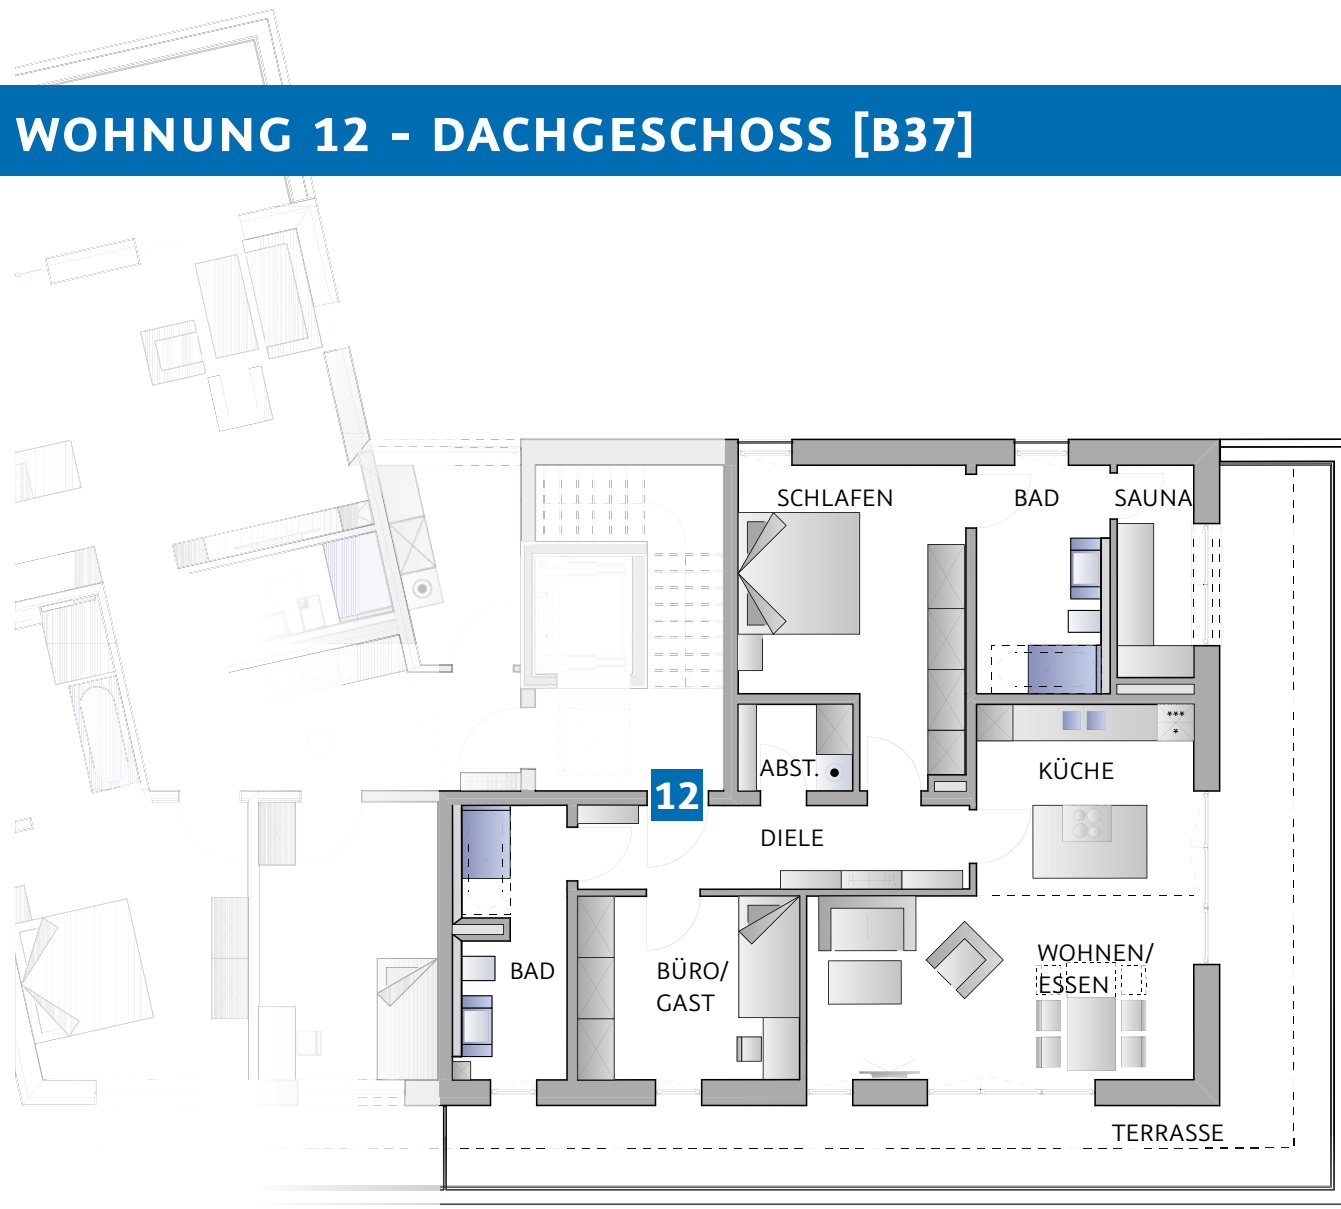 WOHNUNG 12 - DACHGESCHOSS [B37]
SCHLAFEN
BAD
SAUNA
ABST.
KÜCHE
12
DIELE
BAD
BÜRO/
GAST
WOHNEN/
ESSEN
TERRASSE